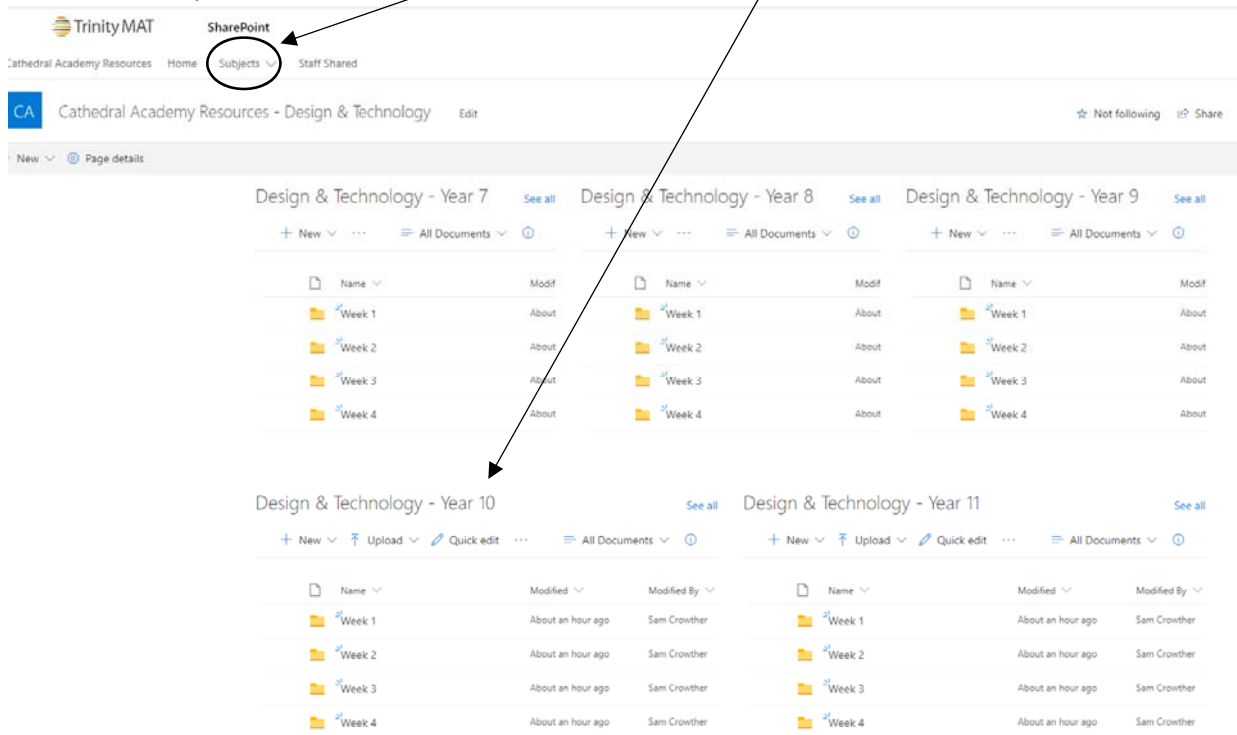 Trinity MAT SharePoint
Cathedral Academy Resources Home Subjects Staff Shared
CA Cathedral Academy Resources - Design & Technology Edit Not following Share
New Page details
Design & Technology - Year 7 See all Design & Technology - Year 8 See all Design & Technology - Year 9 See all
+ New ... All Documents + New ... All Documents + New ... All Documents
Name Modif Name Modif Name Modif
Week 1 About Week 1 About Week 1 About
Week 2 About Week 2 About Week 2 About
Week 3 About Week 3 About Week 3 About
Week 4 About Week 4 About Week 4 About
Design & Technology - Year 10 See all Design & Technology - Year 11 See all
+ New Upload Quick edit ... All Documents + New Upload Quick edit ... All Documents
Name Modified Modified By Name Modified Modified By
Week 1 About an hour ago Sam Crowther Week 1 About an hour ago Sam Crowther
Week 2 About an hour ago Sam Crowther Week 2 About an hour ago Sam Crowther
Week 3 About an hour ago Sam Crowther Week 3 About an hour ago Sam Crowther
Week 4 About an hour ago Sam Crowther Week 4 About an hour ago Sam Crowther